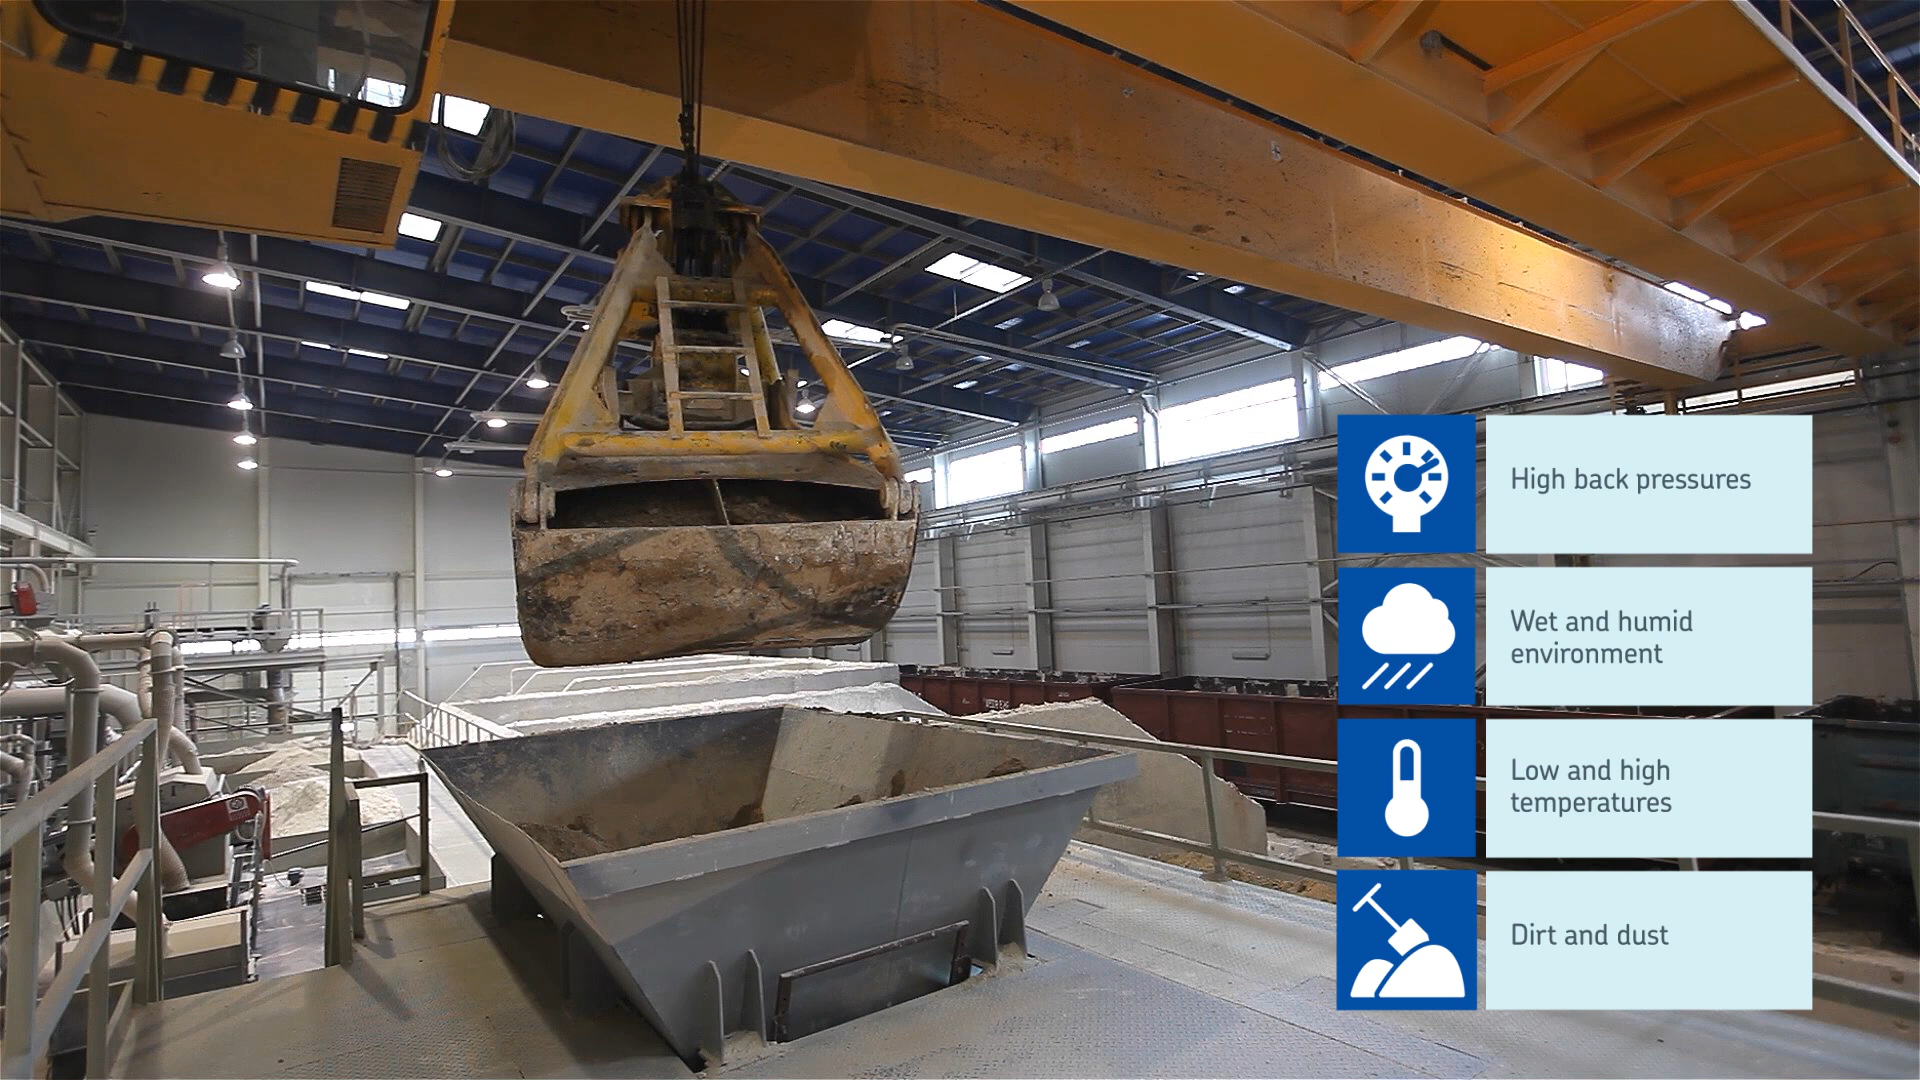 High back pressures
Wet and humid
environment
Low and high
temperatures
Dirt and dust